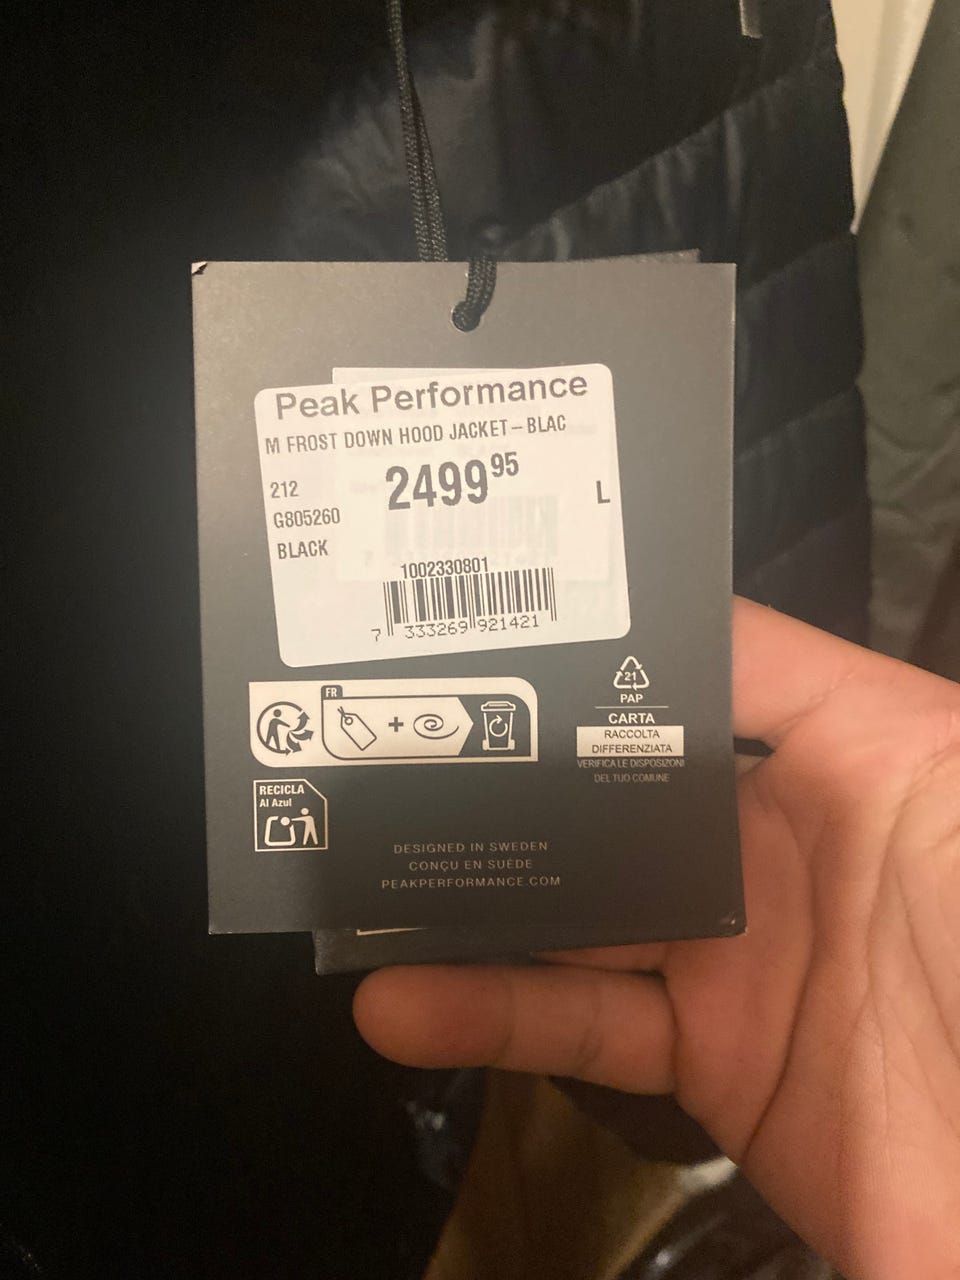 Peak Performance
M FROST DOWN HOOD JACKET – BLAC
2499 95
212
L
G805260
BLACK
1002330801
7 333269 921421
FR
+
21
PAP
CARTA
RACCOLTA
DIFFERENZIATA
VERIFICA LE DISPOSIZONI
DEL TUO COMUNE
RECICLA
Al Azul
DESIGNED IN SWEDEN
CONÇU EN SUÈDE
PEAKPERFORMANCE.COM